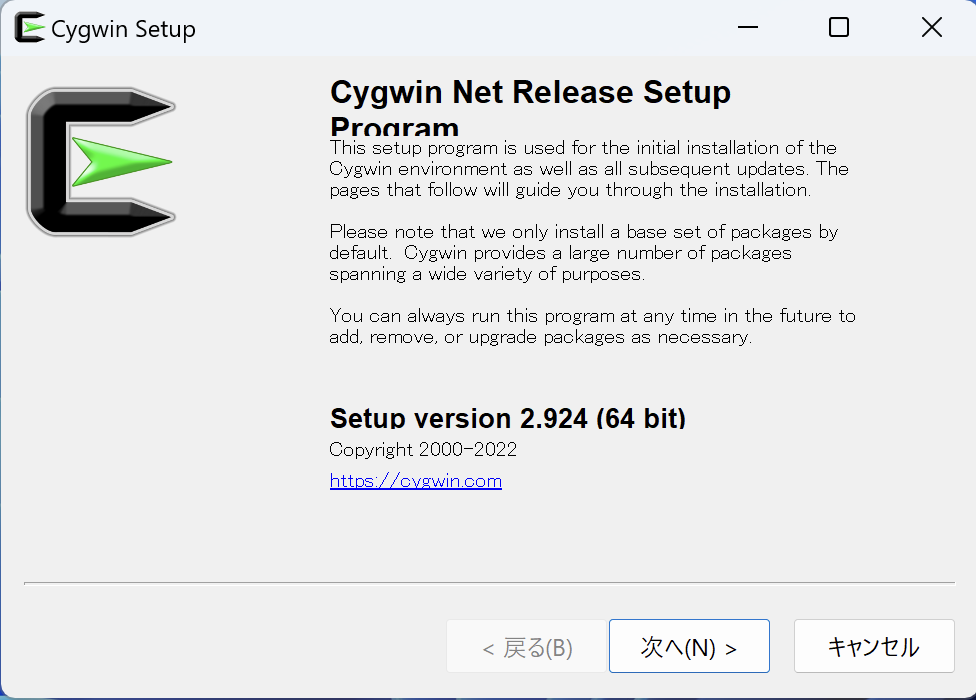 Cygwin Setup
Cygwin Net Release Setup
Program
This setup program is used for the initial installation of the
Cygwin environment as well as all subsequent updates. The
pages that follow will guide you through the installation.
Please note that we only install a base set of packages by
default.  Cygwin provides a large number of packages
spanning a wide variety of purposes.
You can always run this program at any time in the future to
add, remove, or upgrade packages as necessary.
Setup version 2.924 (64 bit)
Copyright 2000-2022
https://cygwin.com
< 戻る(B)
次へ(N) >
キャンセル